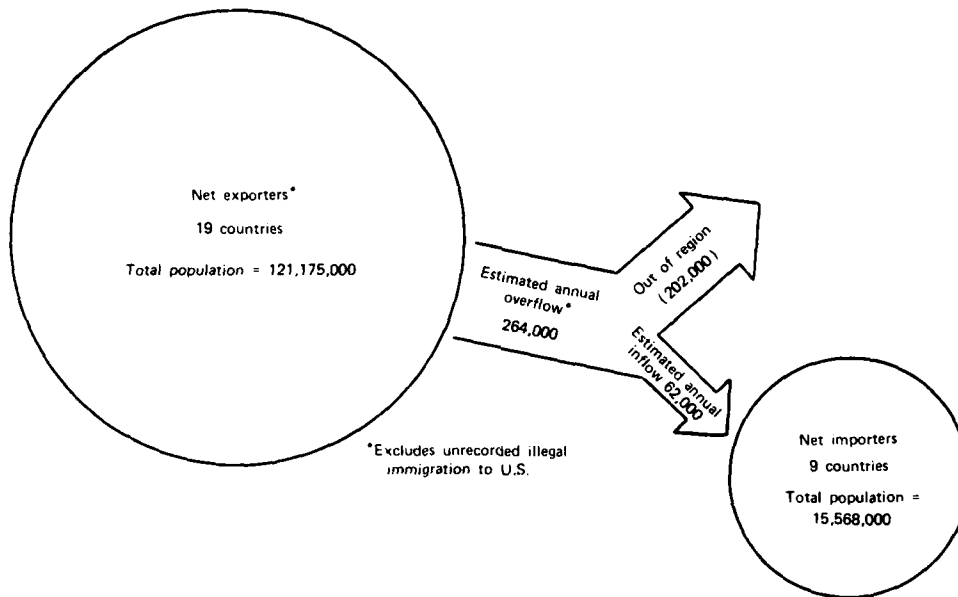 Net exporters*
19 countries
Total population = 121,175,000
Estimated annual
overflow*
264,000
Out of region
(202,000)
Estimated annual
inflow 62,000
*Excludes unrecorded illegal
immigration to U.S.
Net importers
9 countries
Total population =
15,568,000